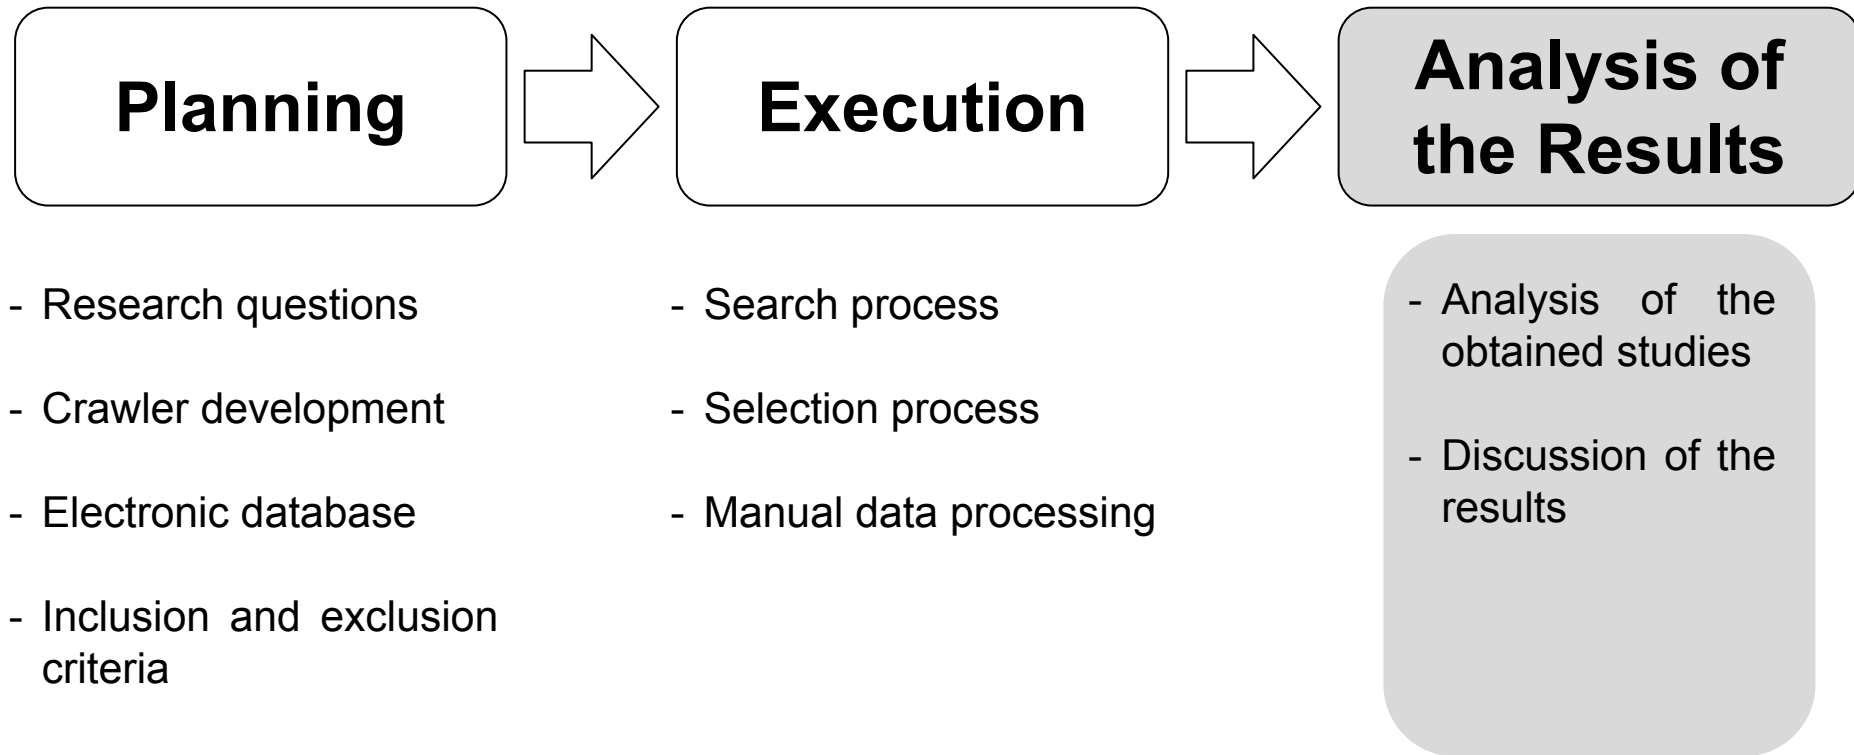 Planning
Execution
Analysis of
the Results
- Research questions
- Crawler development
- Electronic database
- Inclusion and exclusion
criteria
- Search process
- Selection process
- Manual data processing
- Analysis of the
obtained studies
- Discussion of the
results